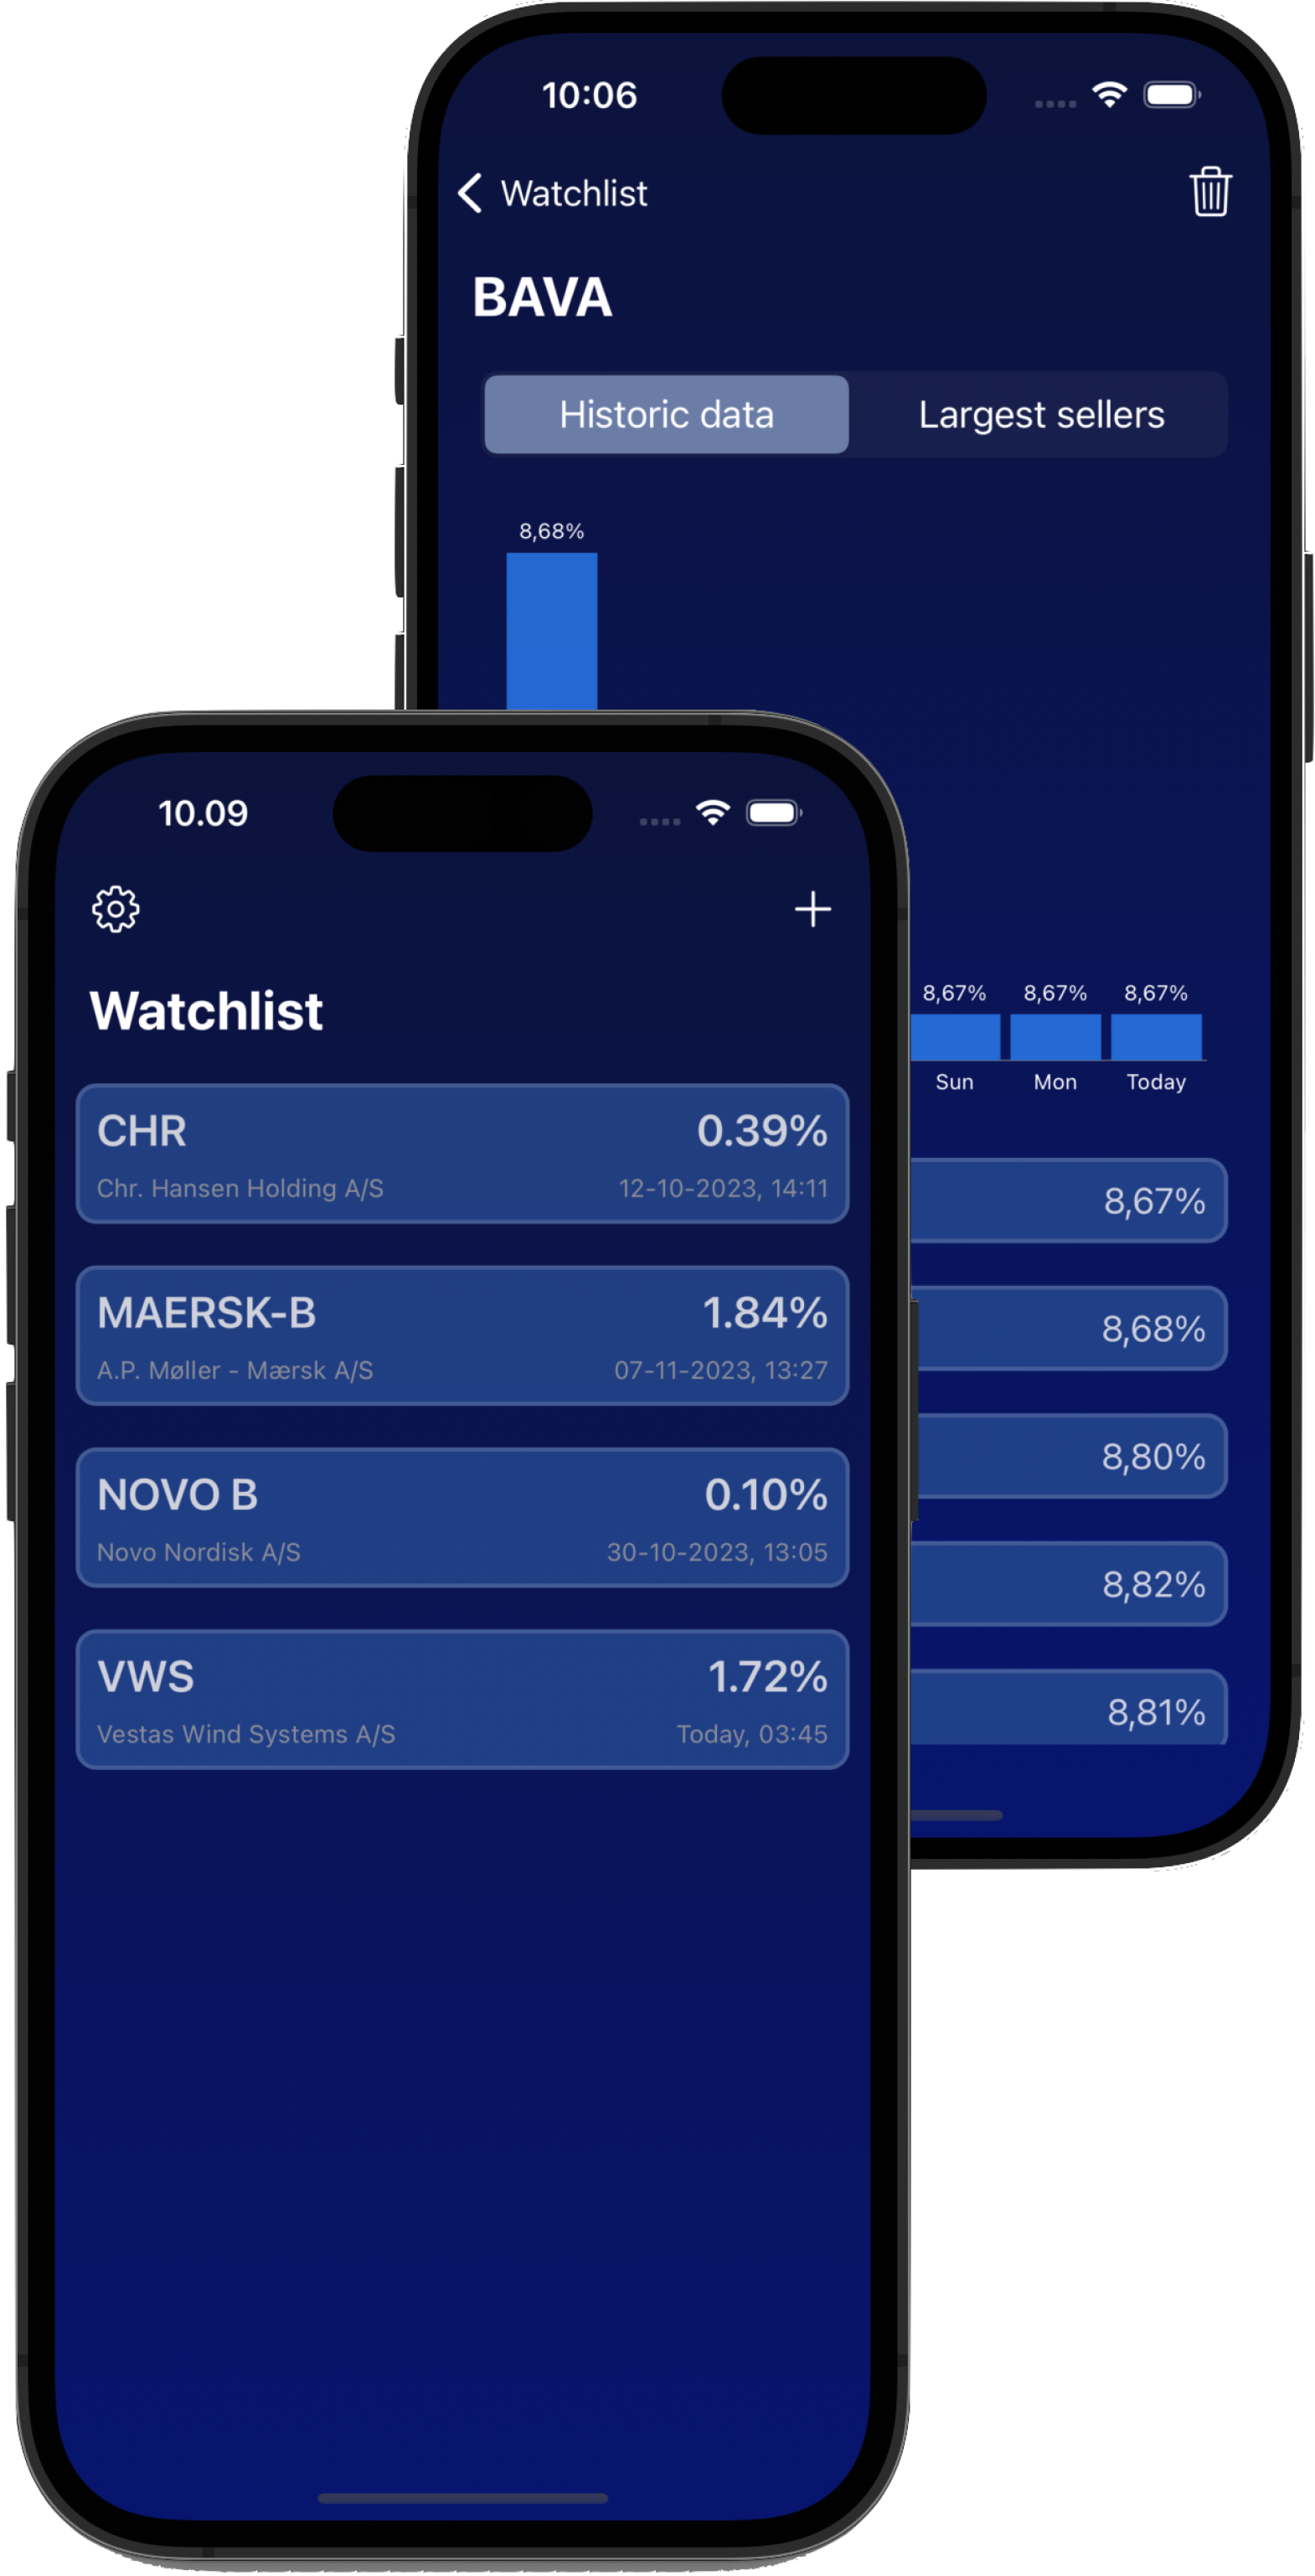 10:06
Watchlist
BAVA
Historic data Largest sellers
8,68%
8,67% 8,67% 8,67%
Sun Mon Today
8,67%
8,68%
8,80%
8,82%
8,81%
10.09
Watchlist
CHR 0.39%
Chr. Hansen Holding A/S 12-10-2023, 14:11
MAERSK-B 1.84%
A.P. Møller - Mærsk A/S 07-11-2023, 13:27
NOVO B 0.10%
Novo Nordisk A/S 30-10-2023, 13:05
VWS 1.72%
Vestas Wind Systems A/S Today, 03:45